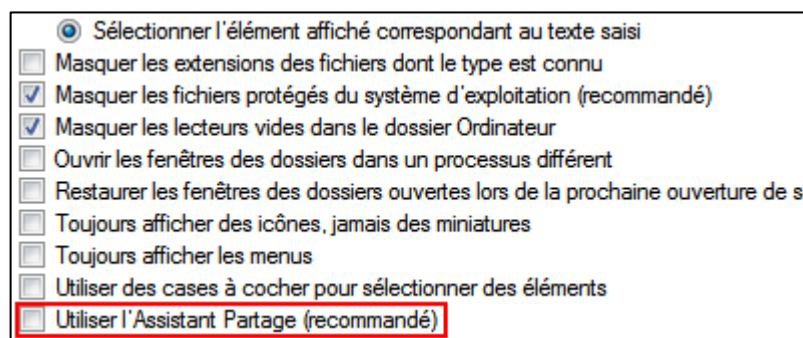 Sélectionner l'élément affiché correspondant au texte saisi
Masquer les extensions des fichiers dont le type est connu
Masquer les fichiers protégés du système d'exploitation (recommandé)
Masquer les lecteurs vides dans le dossier Ordinateur
Ouvrir les fenêtres des dossiers dans un processus différent
Restaurer les fenêtres des dossiers ouvertes lors de la prochaine ouverture de s
Toujours afficher des icônes, jamais des miniatures
Toujours afficher les menus
Utiliser des cases à cocher pour sélectionner des éléments
Utiliser l'Assistant Partage (recommandé)